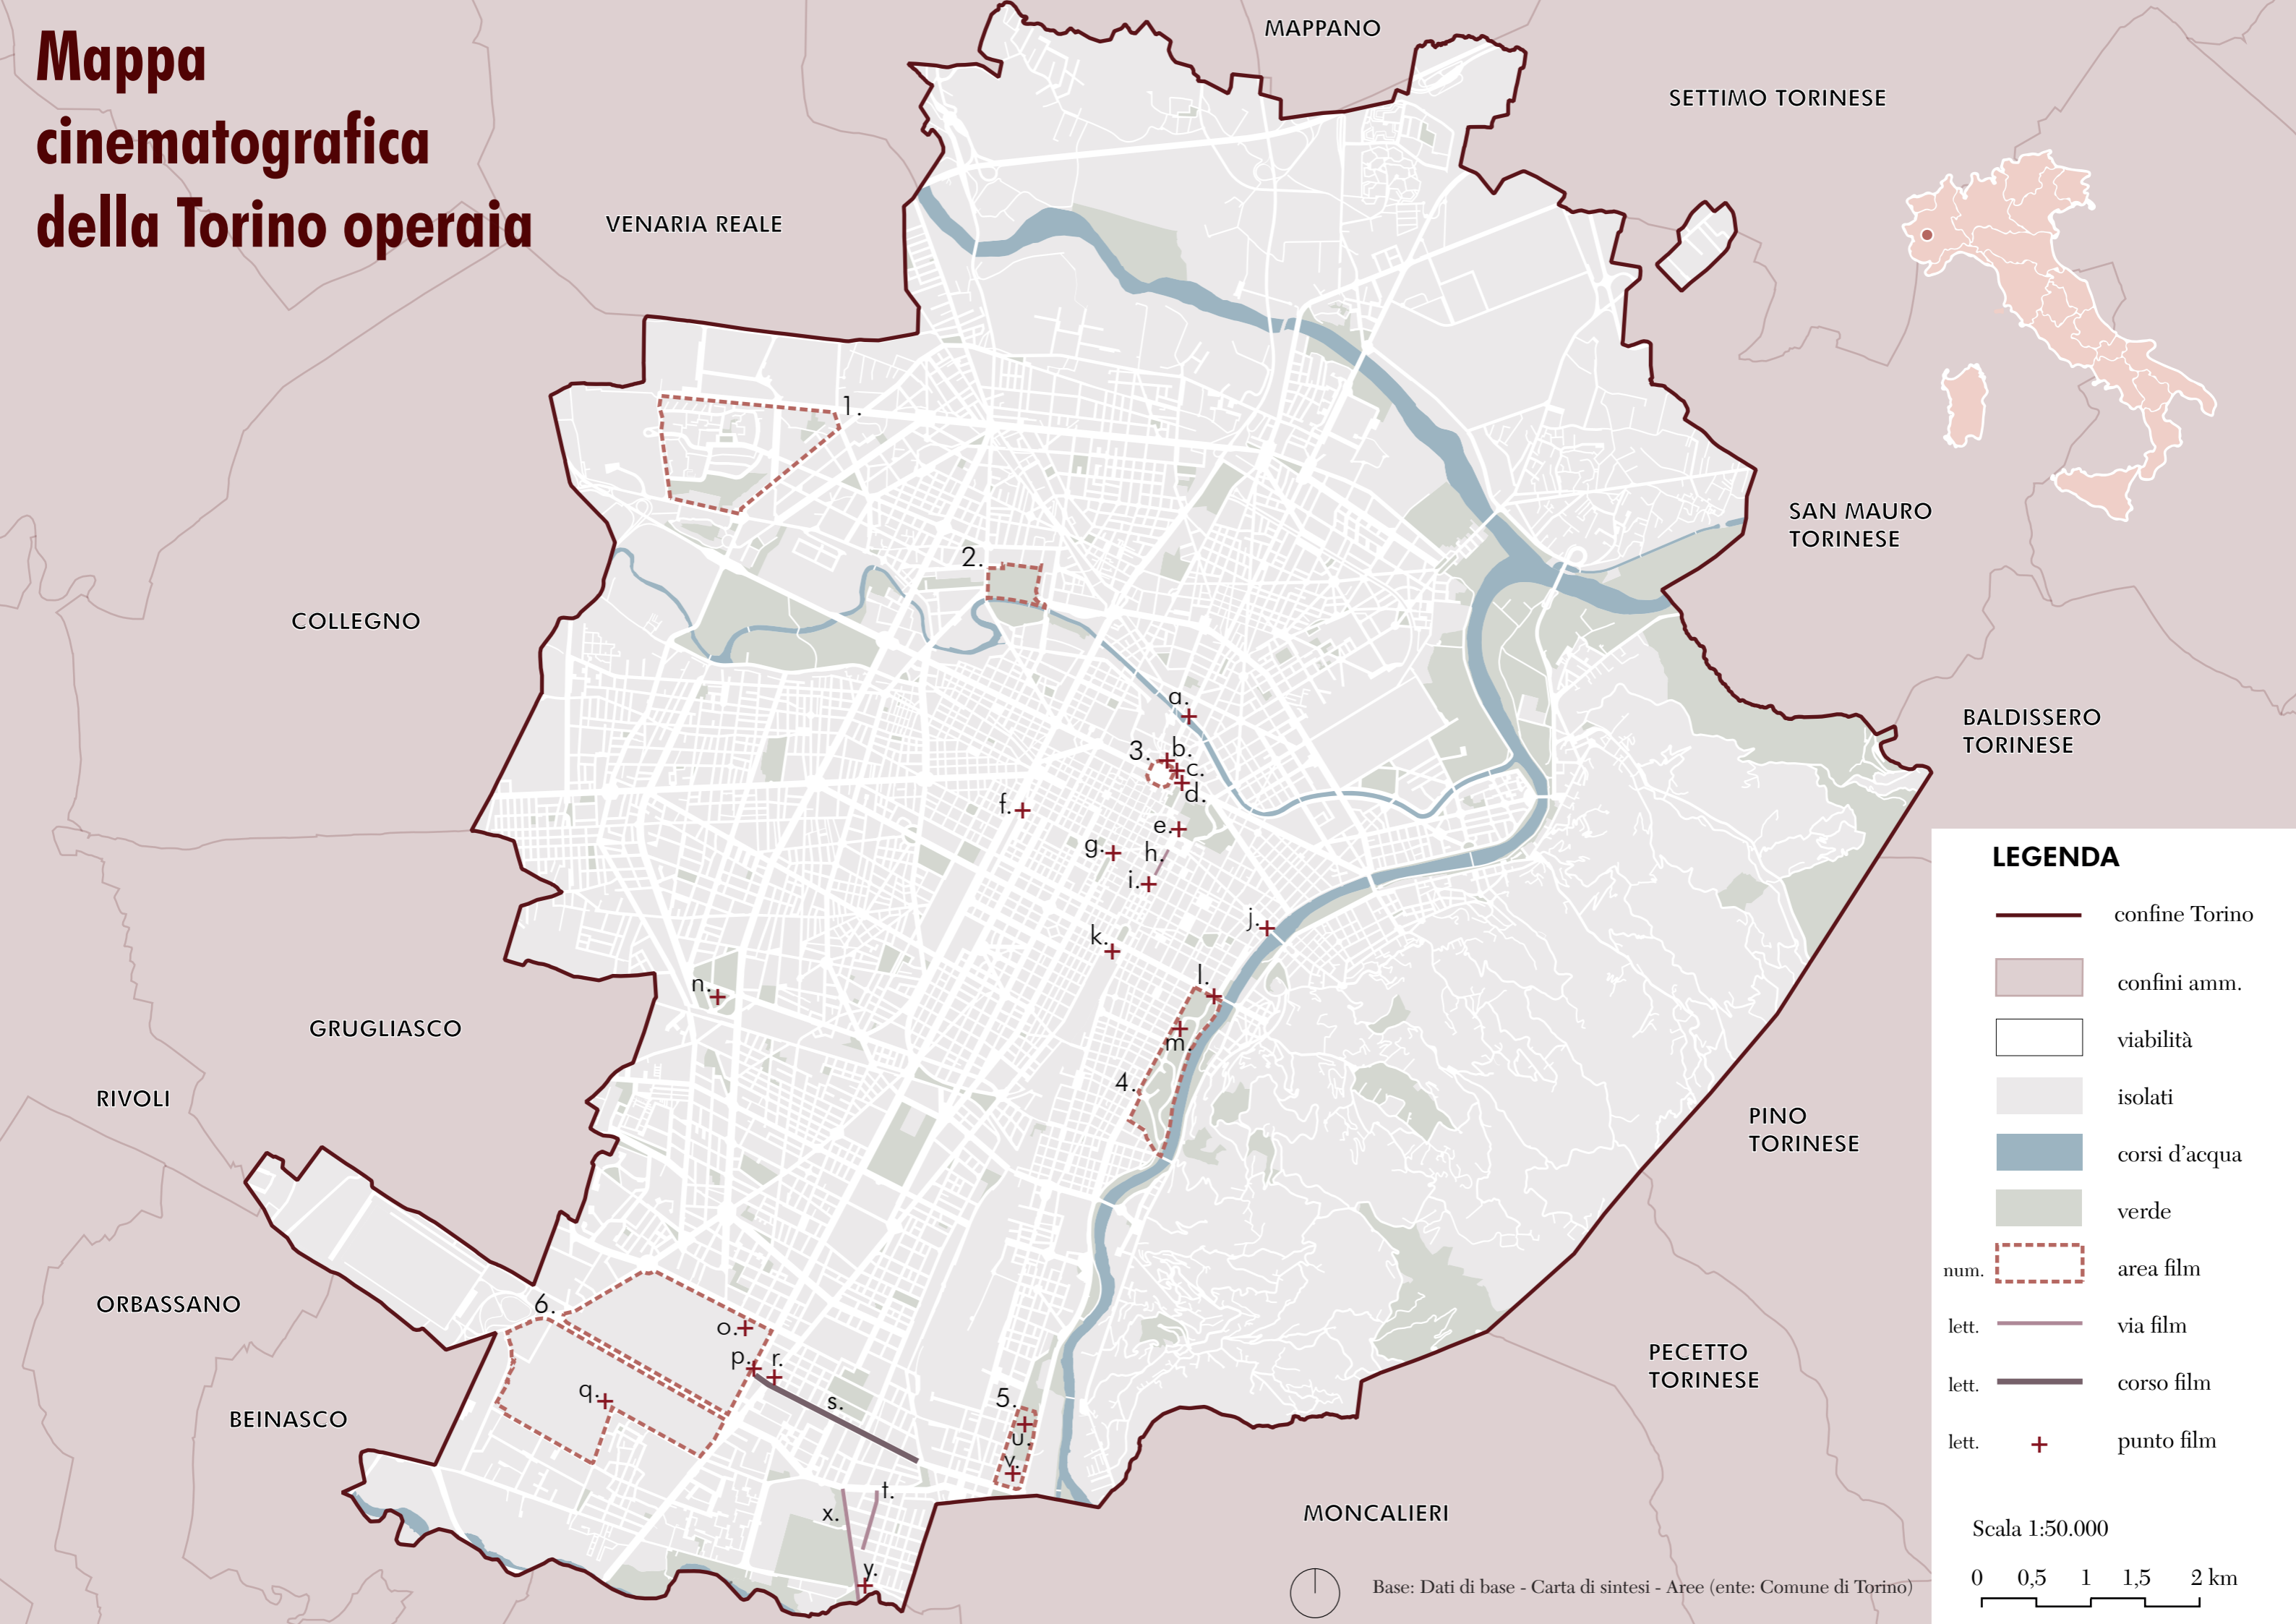 Mappa
cinematografica
della Torino operaia
MAPPANO
SETTIMO TORINESE
VENARIA REALE
SAN MAURO
TORINESE
COLLEGNO
BALDISSERO
TORINESE
GRUGLIASCO
RIVOLI
PINO
TORINESE
ORBASSANO
BEINASCO
PECETTO
TORINESE
MONCALIERI
1.
2.
a.
3.
b.
c.
d.
f.
e.
g.
h.
i.
j.
k.
l.
n.
m.
4.
6.
o.
p.
r.
q.
s.
5.
u.
v.
t.
x.
y.
LEGENDA
confine Torino
confini amm.
viabilità
isolati
corsi d'acqua
verde
num.
area film
lett.
via film
lett.
corso film
lett.
punto film
Scala 1:50.000
0 0,5 1 1,5 2 km
Base: Dati di base - Carta di sintesi - Aree (ente: Comune di Torino)